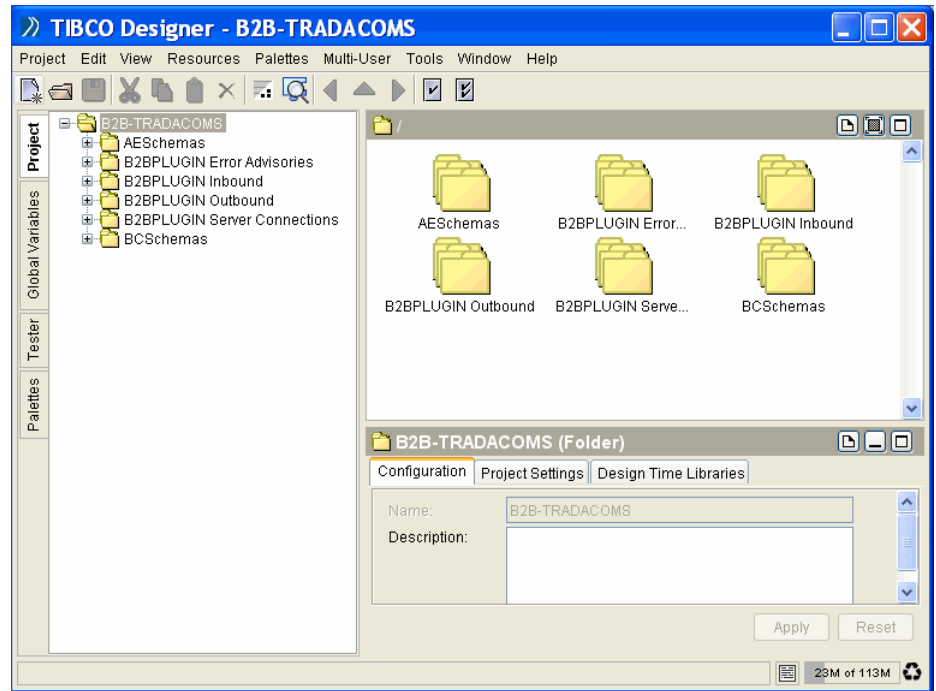 TIBCO Designer - B2B-TRADACOMS
Project Edit View Resources Palettes Multi-User Tools Window Help
Project
Global Variables
Tester
Palettes
B2B-TRADACOMS
AESchemas
B2BPLUGIN Error Advisories
B2BPLUGIN Inbound
B2BPLUGIN Outbound
B2BPLUGIN Server Connections
BCSchemas
/
AESchemas B2BPLUGIN Error... B2BPLUGIN Inbound
B2BPLUGIN Outbound B2BPLUGIN Serve... BCSchemas
B2B-TRADACOMS (Folder)
Configuration Project Settings Design Time Libraries
Name: B2B-TRADACOMS
Description:
Apply Reset
23M of 113M